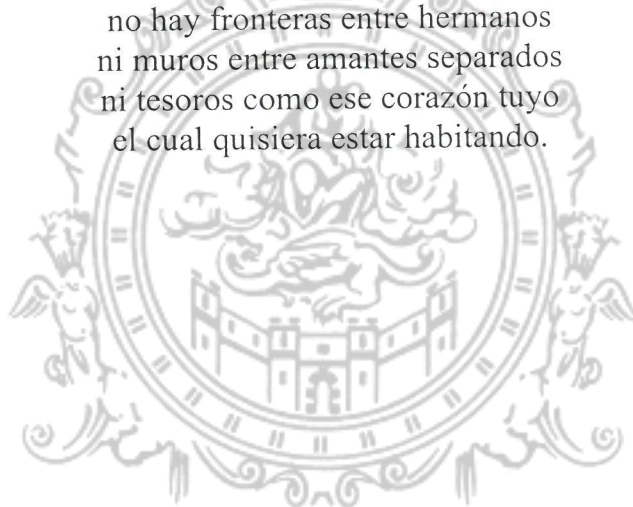 no hay fronteras entre hermanos
ni muros entre amantes separados
ni tesoros como ese corazón tuyo
el cual quisiera estar habitando.